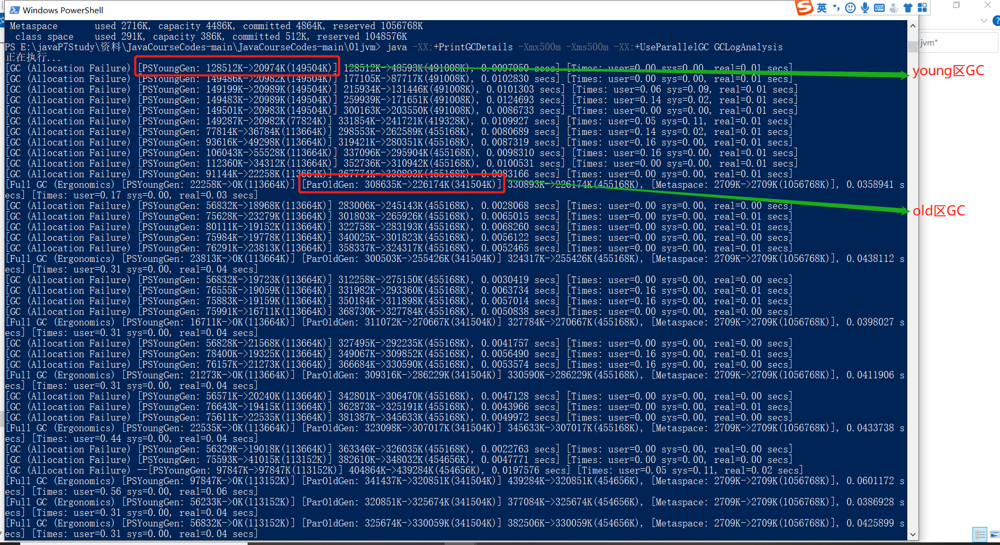 Windows PowerShell
英
Metaspace       used 2716K, capacity 4486K, committed 4864K, reserved 1056768K
class space    used 291K, capacity 386K, committed 512K, reserved 1048576K
PS E:\javaP7Study\资料\JavaCourseCodes-main\JavaCourseCodes-main\01jvm> java -XX:+PrintGCDetails -Xmx500m -Xms500m -XX:+UseParallelGC GCLogAnalysis
jvm"
正在执行...
[GC (Allocation Failure) [PSYoungGen: 128512K->20974K(149504K)] 128512K->48593K(491008K), 0.0097950 secs] [Times: user=0.00 sys=0.00, real=0.01 secs]
young区GC
[GC (Allocation Failure) [PSYoungGen: 149486K->20982K(149504K)] 177105K->87717K(491008K), 0.0102830 secs] [Times: user=0.00 sys=0.00, real=0.01 secs]
[GC (Allocation Failure) [PSYoungGen: 149199K->20989K(149504K)] 215934K->131446K(491008K), 0.0101303 secs] [Times: user=0.06 sys=0.09, real=0.01 secs]
[GC (Allocation Failure) [PSYoungGen: 149483K->20989K(149504K)] 259939K->171651K(491008K), 0.0124693 secs] [Times: user=0.14 sys=0.02, real=0.01 secs]
[GC (Allocation Failure) [PSYoungGen: 149501K->20983K(149504K)] 300163K->203550K(491008K), 0.0086733 secs] [Times: user=0.00 sys=0.00, real=0.01 secs]
[GC (Allocation Failure) [PSYoungGen: 149287K->20982K(77824K)] 331854K->241721K(419328K), 0.0109927 secs] [Times: user=0.05 sys=0.11, real=0.01 secs]
[GC (Allocation Failure) [PSYoungGen: 77814K->36784K(113664K)] 298553K->262589K(455168K), 0.0080689 secs] [Times: user=0.14 sys=0.02, real=0.01 secs]
[GC (Allocation Failure) [PSYoungGen: 93616K->49298K(113664K)] 319421K->280351K(455168K), 0.0087319 secs] [Times: user=0.16 sys=0.00, real=0.01 secs]
[GC (Allocation Failure) [PSYoungGen: 106043K->55528K(113664K)] 337096K->295904K(455168K), 0.0098310 secs] [Times: user=0.16 sys=0.00, real=0.01 secs]
[GC (Allocation Failure) [PSYoungGen: 112360K->34312K(113664K)] 352736K->310942K(455168K), 0.0100531 secs] [Times: user=0.00 sys=0.00, real=0.01 secs]
[GC (Allocation Failure) [PSYoungGen: 91144K->22258K(113664K)] 367774K->330893K(455168K), 0.0083166 secs] [Times: user=0.00 sys=0.00, real=0.01 secs]
[Full GC (Ergonomics) [PSYoungGen: 22258K->0K(113664K)] [ParOldGen: 308635K->226174K(341504K)] 330893K->226174K(455168K), [Metaspace: 2709K->2709K(1056768K)], 0.0358941 s
ecs] [Times: user=0.17 sys=0.00, real=0.03 secs]
[GC (Allocation Failure) [PSYoungGen: 56832K->18968K(113664K)] 283006K->245143K(455168K), 0.0028068 secs] [Times: user=0.00 sys=0.00, real=0.00 secs]
old区GC
[GC (Allocation Failure) [PSYoungGen: 75628K->23279K(113664K)] 301803K->265926K(455168K), 0.0065015 secs] [Times: user=0.00 sys=0.00, real=0.01 secs]
[GC (Allocation Failure) [PSYoungGen: 80111K->19152K(113664K)] 322758K->283193K(455168K), 0.0068260 secs] [Times: user=0.00 sys=0.00, real=0.01 secs]
[GC (Allocation Failure) [PSYoungGen: 75984K->19778K(113664K)] 340025K->301823K(455168K), 0.0056122 secs] [Times: user=0.00 sys=0.00, real=0.00 secs]
[GC (Allocation Failure) [PSYoungGen: 76291K->23813K(113664K)] 358337K->324317K(455168K), 0.0052465 secs] [Times: user=0.00 sys=0.00, real=0.01 secs]
[Full GC (Ergonomics) [PSYoungGen: 23813K->0K(113664K)] [ParOldGen: 300503K->255426K(341504K)] 324317K->255426K(455168K), [Metaspace: 2709K->2709K(1056768K)], 0.0438112 s
ecs] [Times: user=0.31 sys=0.00, real=0.04 secs]
[GC (Allocation Failure) [PSYoungGen: 56832K->19723K(113664K)] 312258K->275150K(455168K), 0.0030419 secs] [Times: user=0.00 sys=0.00, real=0.00 secs]
[GC (Allocation Failure) [PSYoungGen: 76555K->19059K(113664K)] 331982K->293360K(455168K), 0.0063734 secs] [Times: user=0.16 sys=0.00, real=0.01 secs]
[GC (Allocation Failure) [PSYoungGen: 75883K->19159K(113664K)] 350184K->311898K(455168K), 0.0057014 secs] [Times: user=0.16 sys=0.00, real=0.01 secs]
[GC (Allocation Failure) [PSYoungGen: 75991K->16711K(113664K)] 368730K->327784K(455168K), 0.0050838 secs] [Times: user=0.00 sys=0.00, real=0.00 secs]
[Full GC (Ergonomics) [PSYoungGen: 16711K->0K(113664K)] [ParOldGen: 311072K->270667K(341504K)] 327784K->270667K(455168K), [Metaspace: 2709K->2709K(1056768K)], 0.0398027 s
ecs] [Times: user=0.31 sys=0.00, real=0.04 secs]
[GC (Allocation Failure) [PSYoungGen: 56828K->21568K(113664K)] 327495K->292235K(455168K), 0.0041757 secs] [Times: user=0.00 sys=0.00, real=0.00 secs]
[GC (Allocation Failure) [PSYoungGen: 78400K->19325K(113664K)] 349067K->309852K(455168K), 0.0056490 secs] [Times: user=0.16 sys=0.00, real=0.01 secs]
[GC (Allocation Failure) [PSYoungGen: 76157K->21273K(113664K)] 366684K->330590K(455168K), 0.0053574 secs] [Times: user=0.16 sys=0.00, real=0.00 secs]
[Full GC (Ergonomics) [PSYoungGen: 21273K->0K(113664K)] [ParOldGen: 309316K->286229K(341504K)] 330590K->286229K(455168K), [Metaspace: 2709K->2709K(1056768K)], 0.0411906 s
ecs] [Times: user=0.31 sys=0.00, real=0.04 secs]
[GC (Allocation Failure) [PSYoungGen: 56571K->20240K(113664K)] 342801K->306470K(455168K), 0.0047128 secs] [Times: user=0.00 sys=0.00, real=0.00 secs]
[GC (Allocation Failure) [PSYoungGen: 76643K->19415K(113664K)] 362873K->325191K(455168K), 0.0043966 secs] [Times: user=0.00 sys=0.00, real=0.01 secs]
[GC (Allocation Failure) [PSYoungGen: 75611K->22535K(113664K)] 381387K->345633K(455168K), 0.0049972 secs] [Times: user=0.00 sys=0.00, real=0.00 secs]
[Full GC (Ergonomics) [PSYoungGen: 22535K->0K(113664K)] [ParOldGen: 323098K->307017K(341504K)] 345633K->307017K(455168K), [Metaspace: 2709K->2709K(1056768K)], 0.0433738 s
ecs] [Times: user=0.44 sys=0.00, real=0.04 secs]
[GC (Allocation Failure) [PSYoungGen: 56329K->19018K(113664K)] 363346K->326035K(455168K), 0.0022763 secs] [Times: user=0.00 sys=0.00, real=0.00 secs]
[GC (Allocation Failure) [PSYoungGen: 75593K->41015K(113152K)] 382610K->348032K(454656K), 0.0047771 secs] [Times: user=0.00 sys=0.00, real=0.00 secs]
[GC (Allocation Failure) --[PSYoungGen: 97847K->97847K(113152K)] 404864K->439284K(454656K), 0.0197576 secs] [Times: user=0.05 sys=0.11, real=0.02 secs]
[Full GC (Ergonomics) [PSYoungGen: 97847K->0K(113152K)] [ParOldGen: 341437K->320851K(341504K)] 439284K->320851K(454656K), [Metaspace: 2709K->2709K(1056768K)], 0.0601172 s
ecs] [Times: user=0.56 sys=0.00, real=0.06 secs]
[Full GC (Ergonomics) [PSYoungGen: 56233K->0K(113152K)] [ParOldGen: 320851K->325674K(341504K)] 377084K->325674K(454656K), [Metaspace: 2709K->2709K(1056768K)], 0.0386928 s
ecs] [Times: user=0.31 sys=0.00, real=0.04 secs]
[Full GC (Ergonomics) [PSYoungGen: 56832K->0K(113152K)] [ParOldGen: 325674K->330059K(341504K)] 382506K->330059K(454656K), [Metaspace: 2709K->2709K(1056768K)], 0.0425899 s
ecs] [Times: user=0.31 sys=0.00, real=0.04 secs]